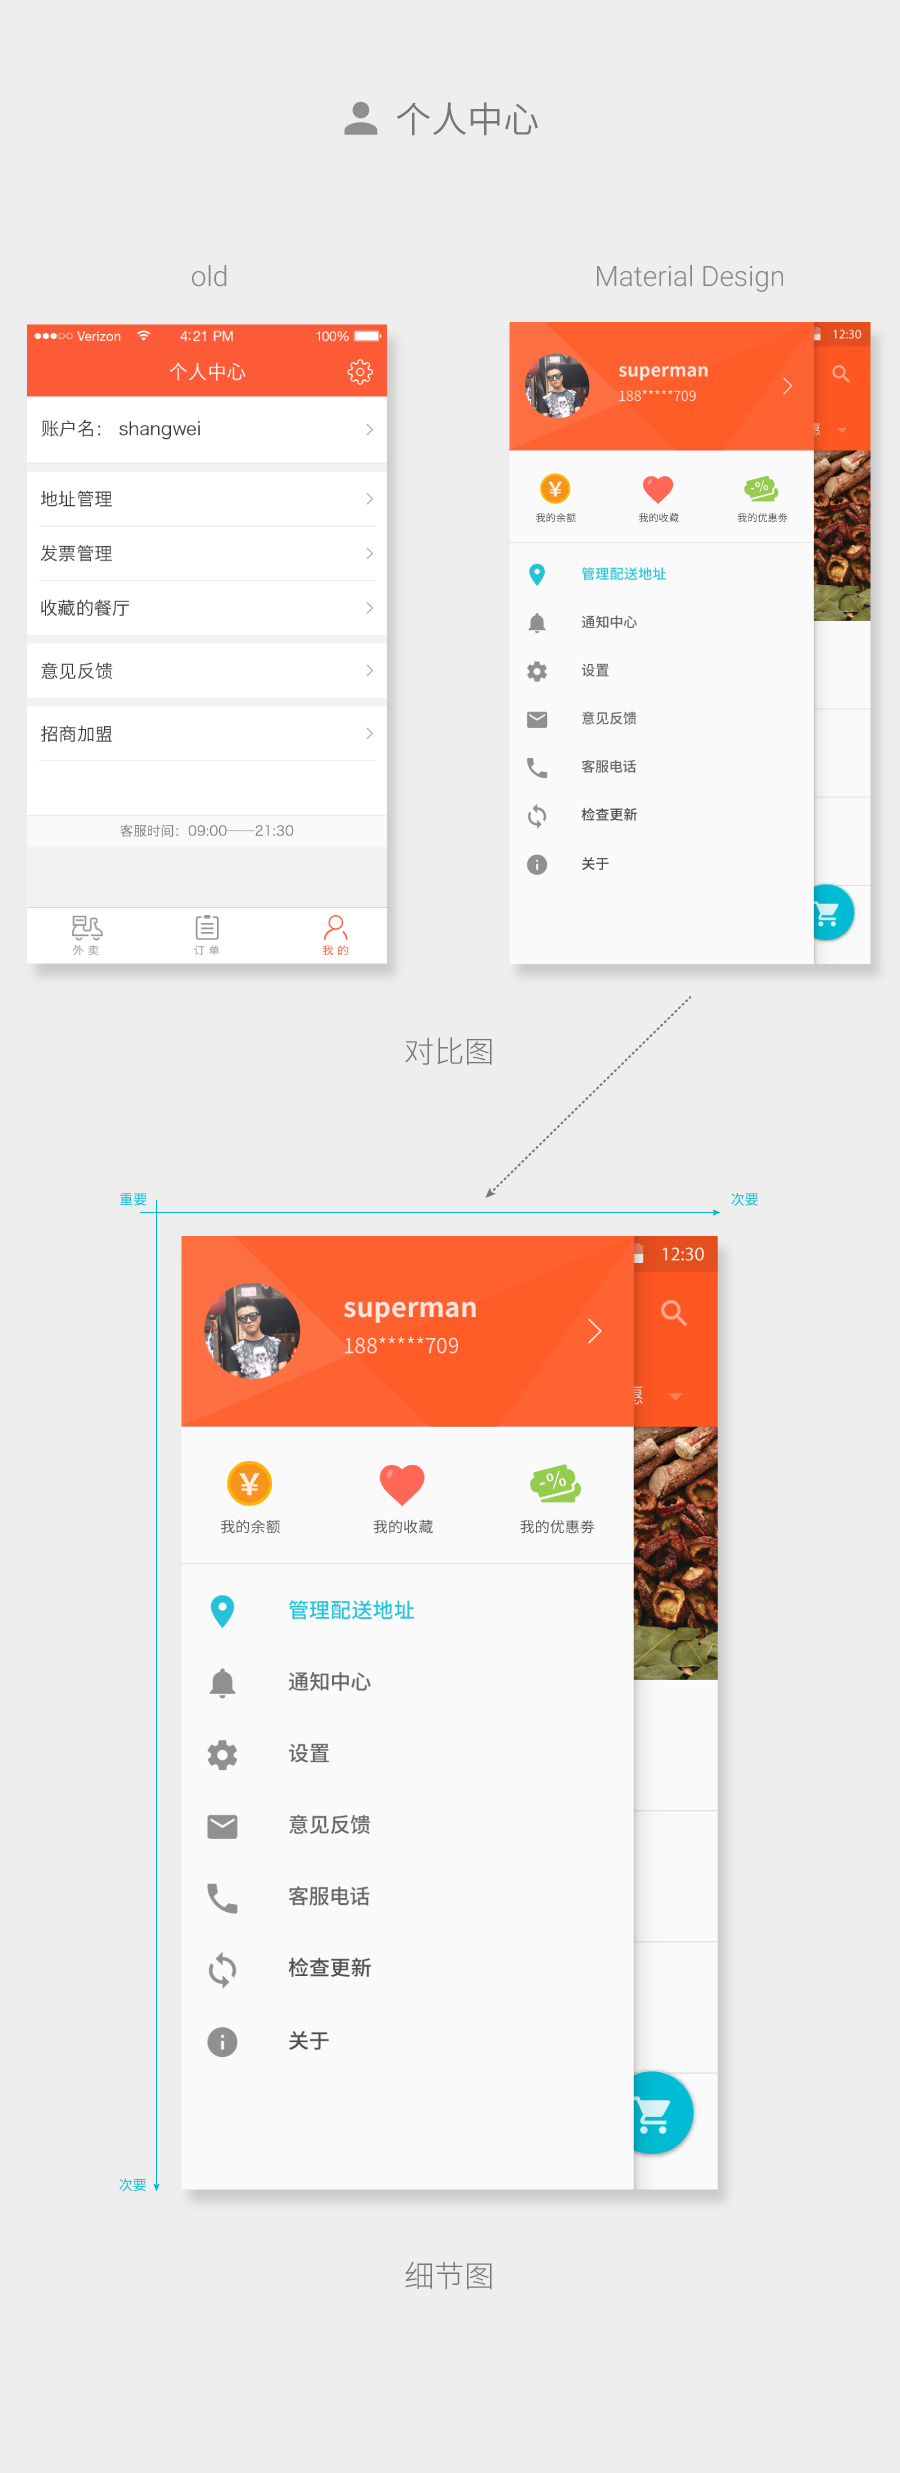 个人中心
old
Material Design
Verizon 4:21 PM 100%
个人中心
账户名： shangwei
地址管理
发票管理
收藏的餐厅
意见反馈
招商加盟
客服时间：09:00——21:30
外卖 订单 我的
12:30
superman
188*****709
惠
¥ -%
我的余额 我的收藏 我的优惠券
管理配送地址
通知中心
设置
意见反馈
客服电话
检查更新
关于
对比图
重要 次要
12:30
superman
188*****709
惠
¥ -%
我的余额 我的收藏 我的优惠券
管理配送地址
通知中心
设置
意见反馈
客服电话
检查更新
关于
次要
细节图